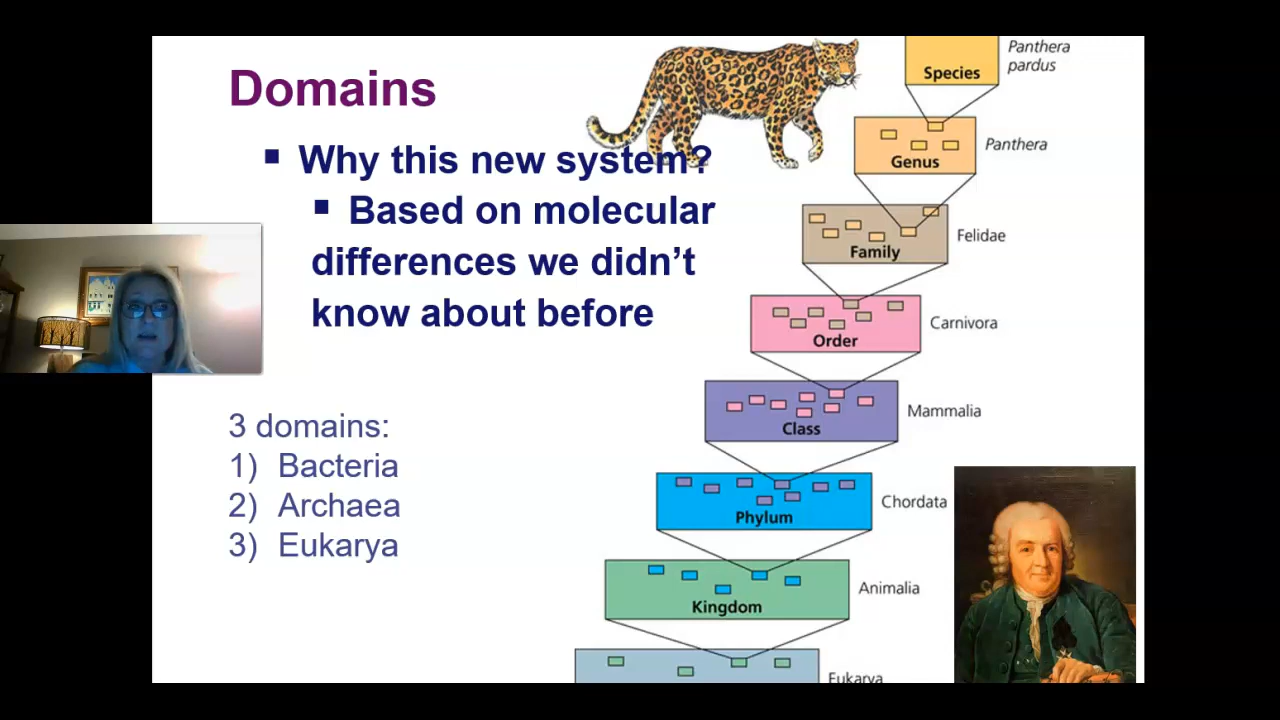 Domains
■ Why this new system?
■ Based on molecular
differences we didn’t
know about before
3 domains:
1) Bacteria
2) Archaea
3) Eukarya
Species
Panthera
pardus
Genus
Panthera
Family
Felidae
Order
Carnivora
Class
Mammalia
Phylum
Chordata
Kingdom
Animalia
Eukarya